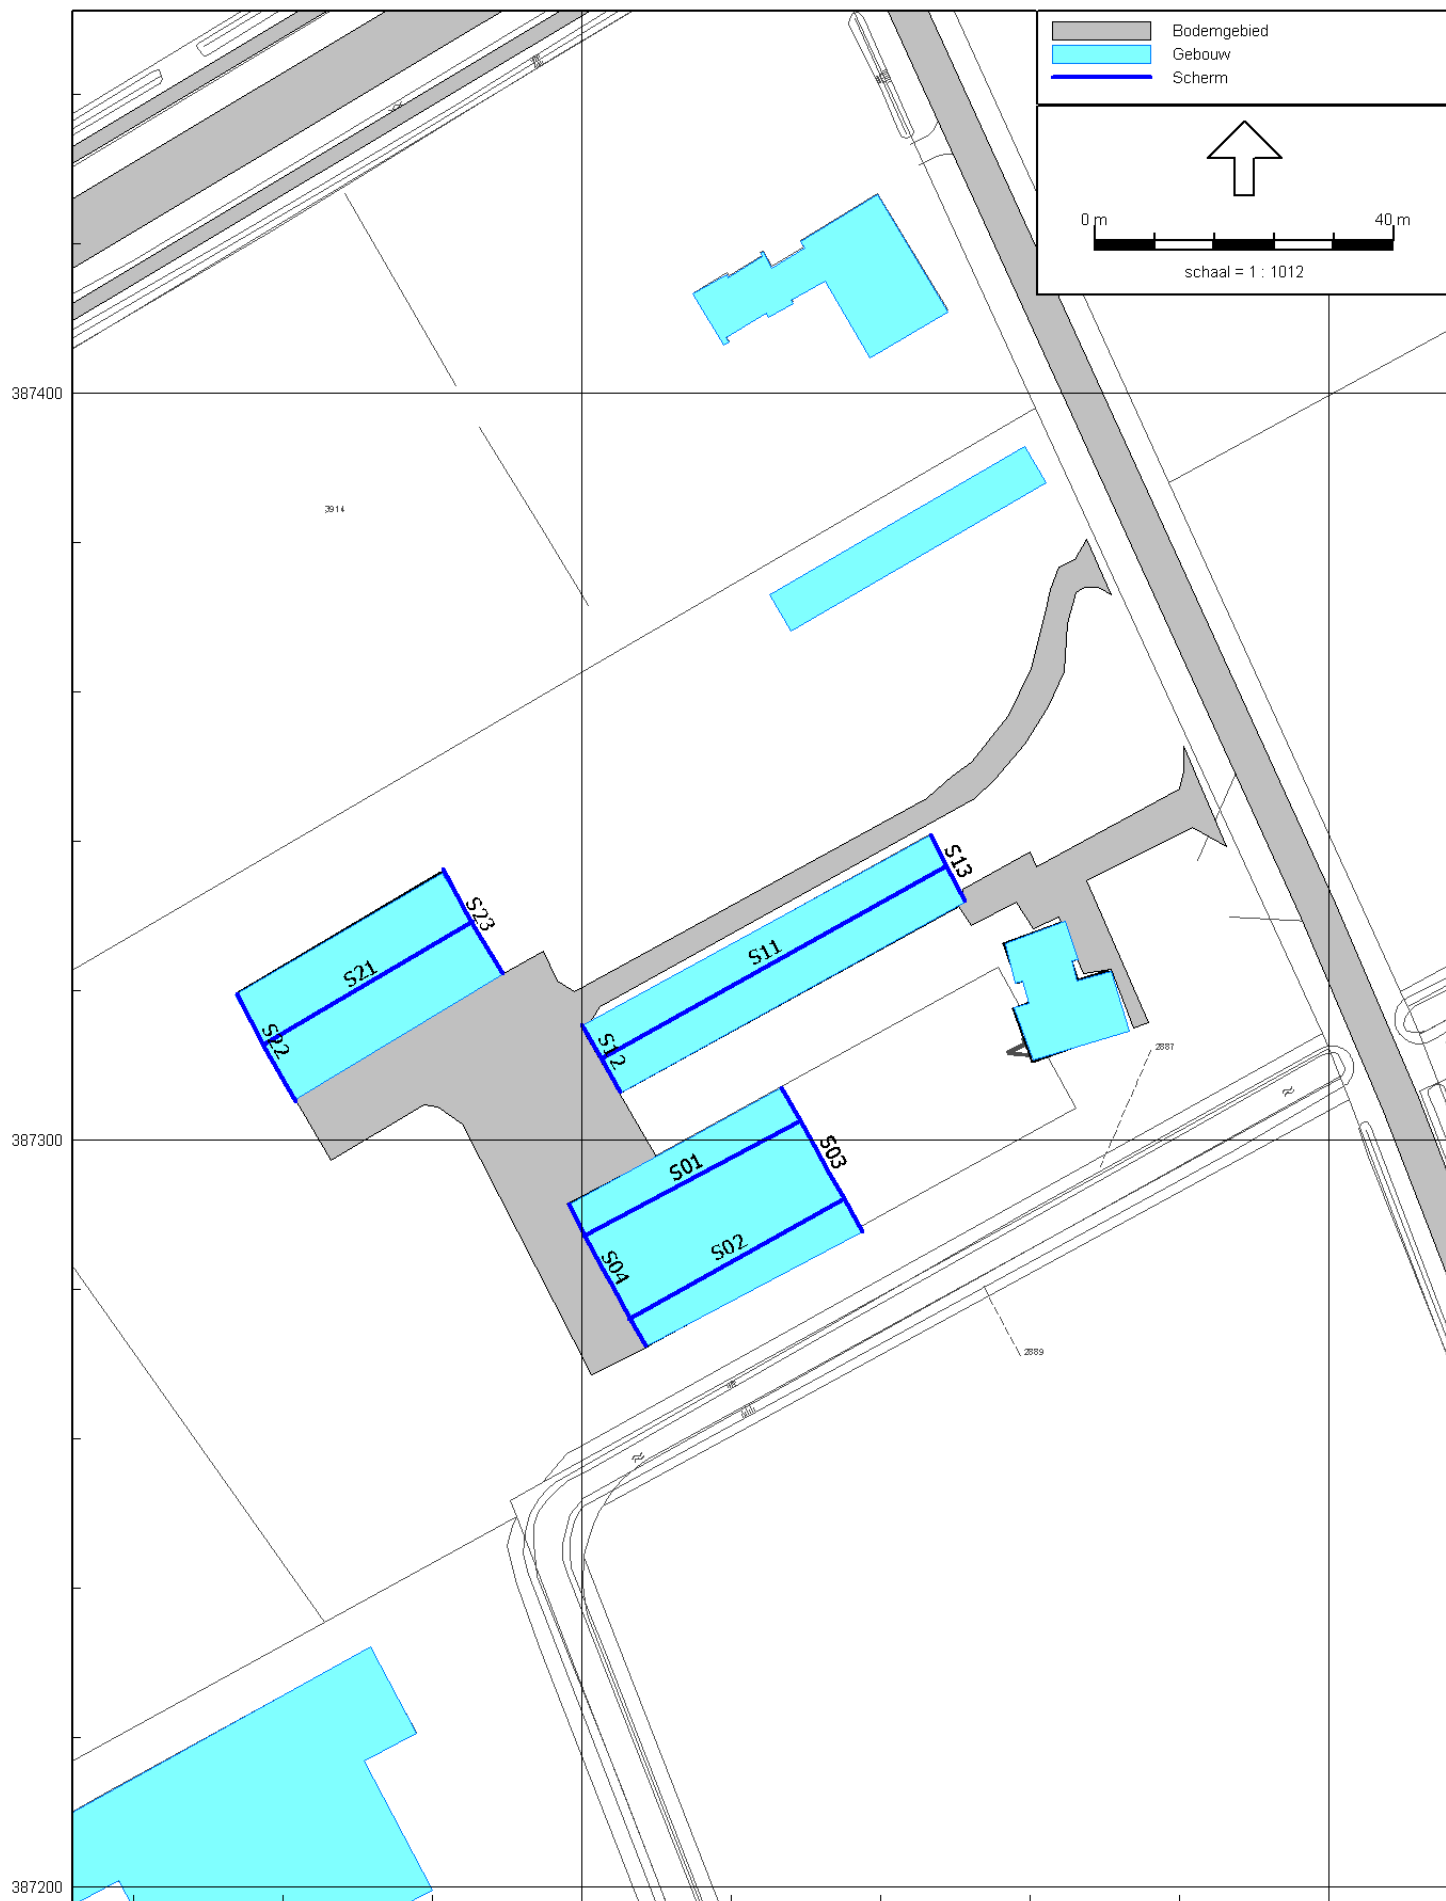 Bodemgebied
Gebouw
Scherm
0 m 40 m
schaal = 1 : 1012
387400
3914
S13
S23
S11
S21
S22
S12
2887
387300
S03
S01
S02
S04
2889
387200